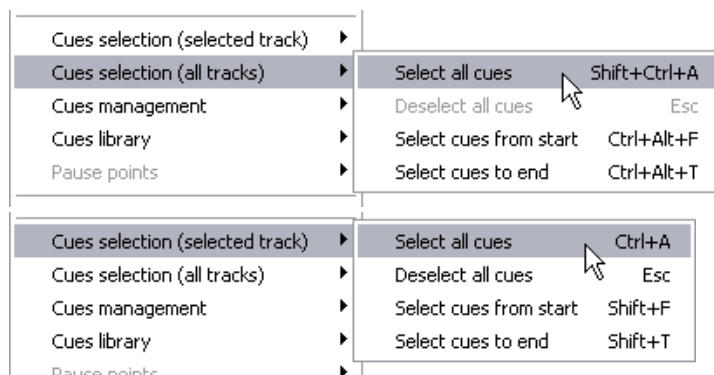 Cues selection (selected track)
Cues selection (all tracks) Select all cues Shift+Ctrl+A
Cues management Deselect all cues Esc
Cues library Select cues from start Ctrl+Alt+F
Pause points Select cues to end Ctrl+Alt+T
Cues selection (selected track) Select all cues Ctrl+A
Cues selection (all tracks) Deselect all cues Esc
Cues management Select cues from start Shift+F
Cues library Select cues to end Shift+T
Pause points